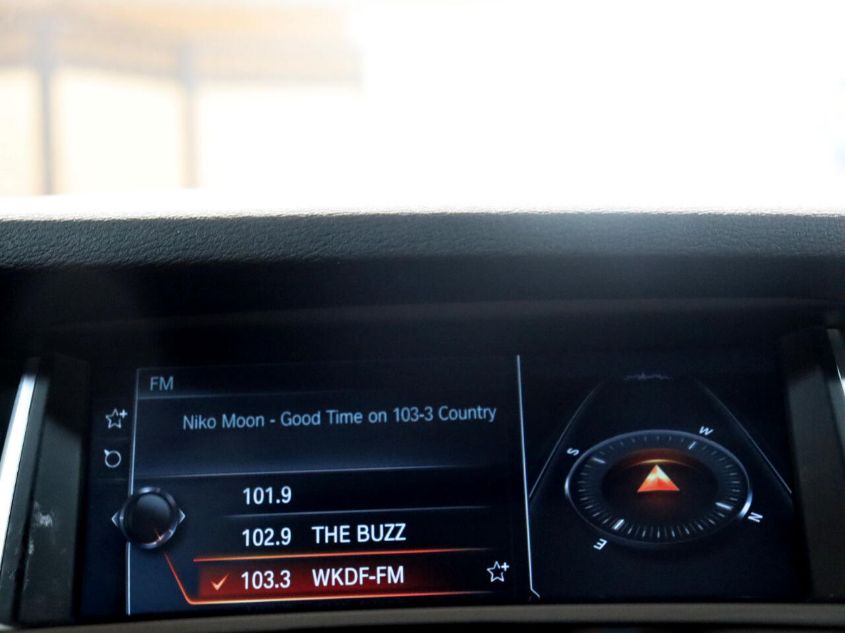 FM
Niko Moon - Good Time on 103-3 Country
101.9
102.9 THE BUZZ
103.3 WKDF-FM
W
S
N
E